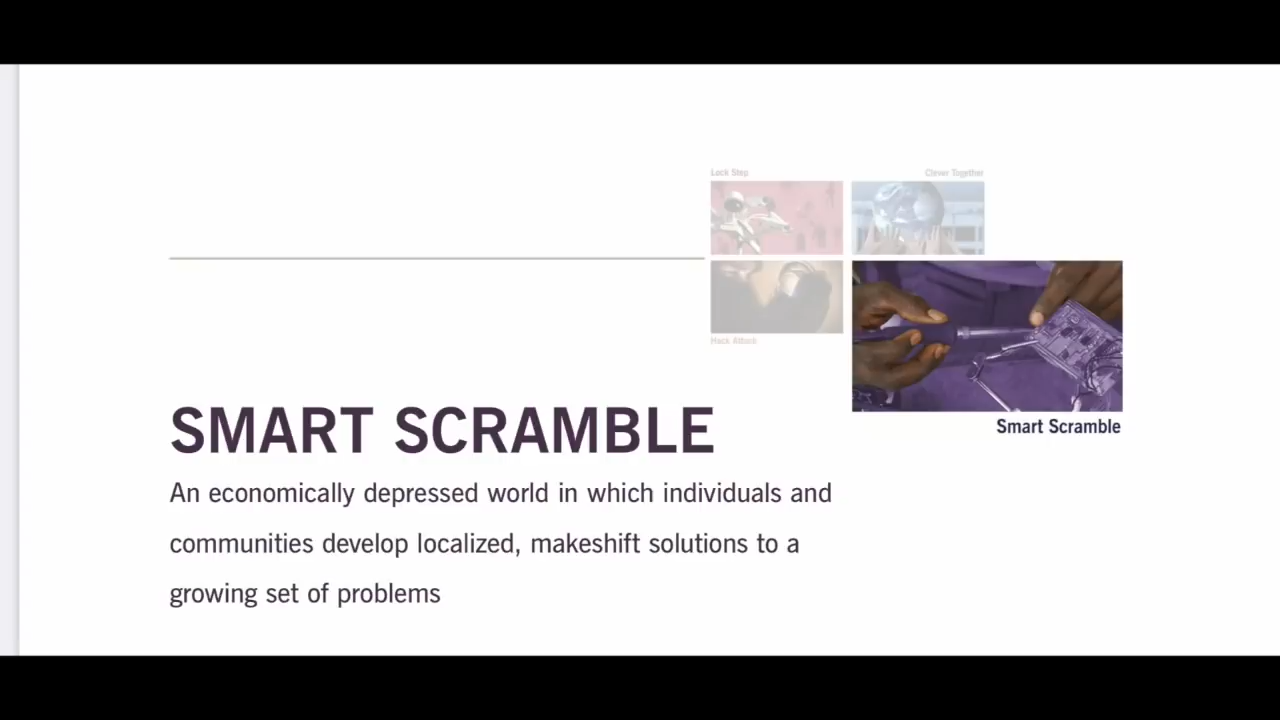 Lock Step
Clever Together
Hack Attack
Smart Scramble
SMART SCRAMBLE
An economically depressed world in which individuals and
communities develop localized, makeshift solutions to a
growing set of problems